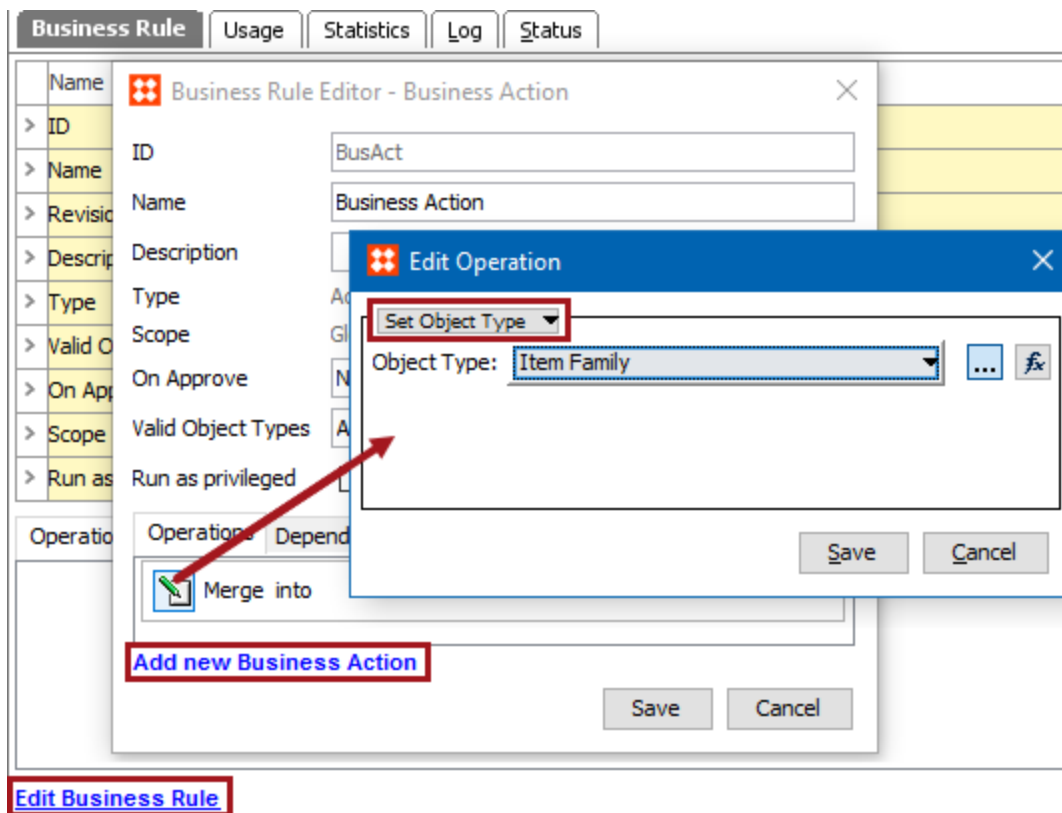 Business Rule Usage Statistics Log Status
Name
ID
Name
Revisio
Descrip
Type
Valid O
On App
Scope
Run as
Operatio
Business Rule Editor - Business Action
ID BusAct
Name Business Action
Description
Type
Scope Gl
On Approve N
Valid Object Types A
Run as privileged
Operations Depend
Merge into
Add new Business Action
Save Cancel
Edit Operation
Set Object Type
Object Type: Item Family ... fx
Save Cancel
Edit Business Rule